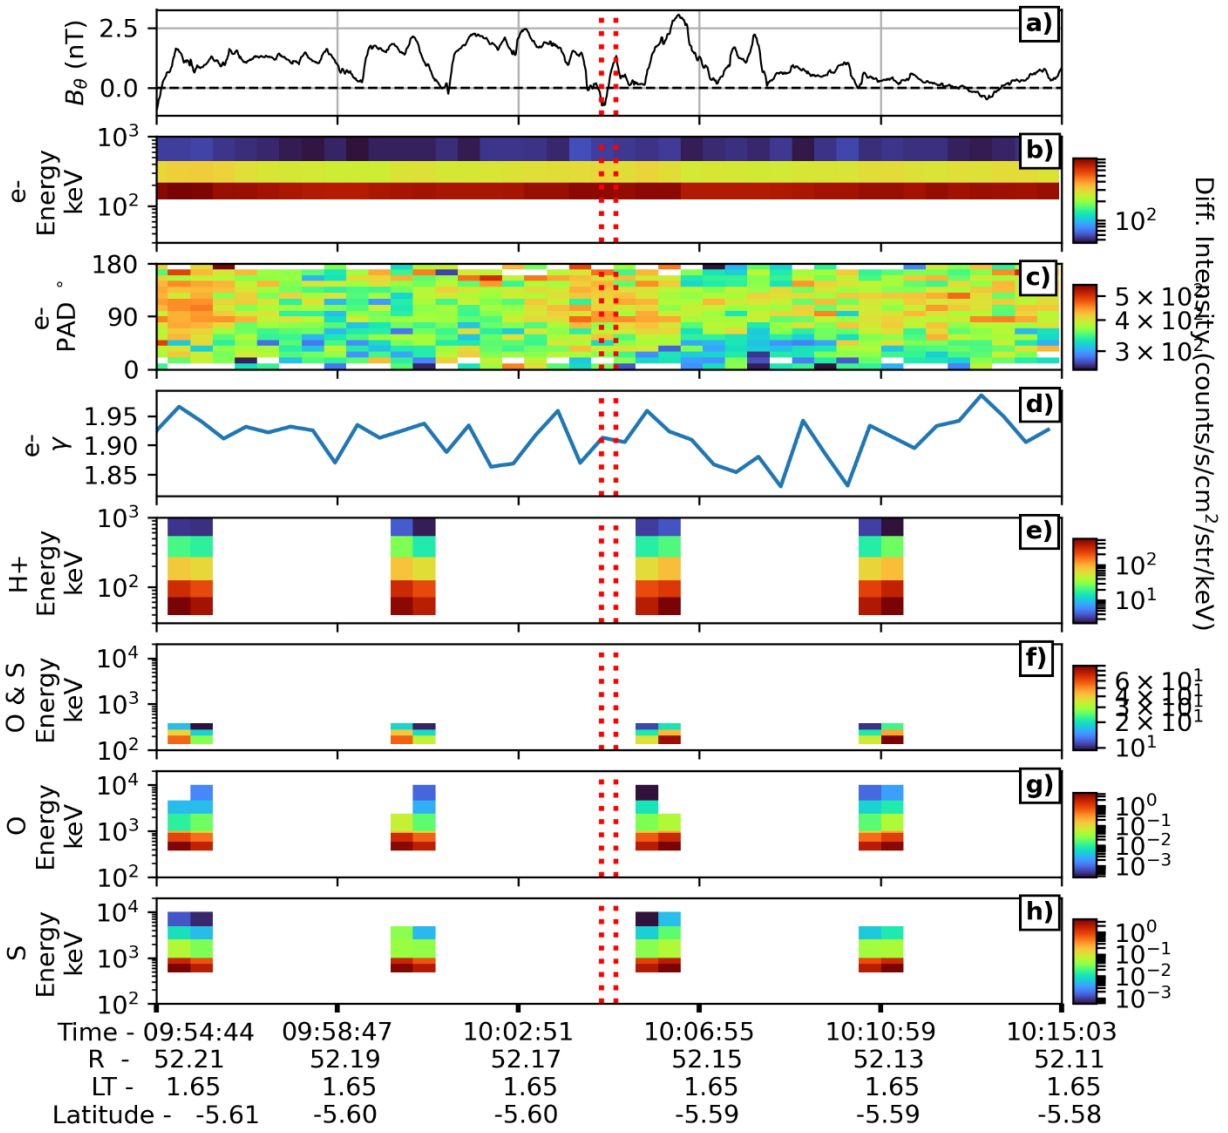 a)
2.5
0.0
B_θ (nT)
b)
10^3
10^2
e-
Energy
keV
10^2
c)
180
90
0
e-
PAD °
5 × 10^2
4 × 10^2
3 × 10^2
d)
1.95
1.90
1.85
e-
γ
e)
10^3
10^2
H+
Energy
keV
10^2
10^1
f)
10^4
10^3
10^2
O & S
Energy
keV
6 × 10^1
4 × 10^1
3 × 10^1
2 × 10^1
10^1
g)
10^4
10^3
10^2
O
Energy
keV
10^0
10^-1
10^-2
10^-3
h)
10^4
10^3
10^2
S
Energy
keV
10^0
10^-1
10^-2
10^-3
Diff. Intensity (counts/s/cm^2/str/keV)
Time - 09:54:44 09:58:47 10:02:51 10:06:55 10:10:59 10:15:03
R - 52.21 52.19 52.17 52.15 52.13 52.11
LT - 1.65 1.65 1.65 1.65 1.65 1.65
Latitude - -5.61 -5.60 -5.60 -5.59 -5.59 -5.58